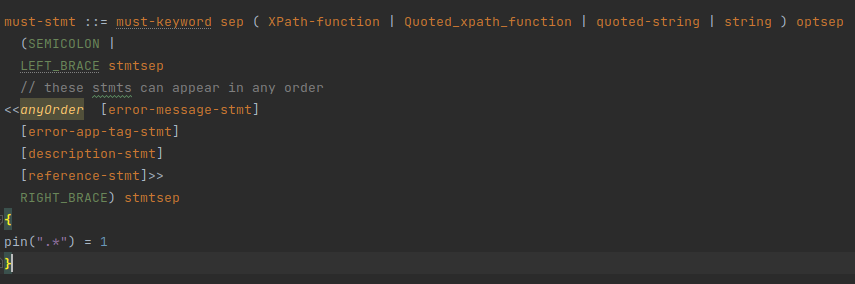 must-stmt ::= must-keyword sep ( XPath-function | Quoted_xpath_function | quoted-string | string ) optsep
(SEMICOLON |
LEFT_BRACE stmtsep
// these stmts can appear in any order
<<anyOrder [error-message-stmt]
[error-app-tag-stmt]
[description-stmt]
[reference-stmt]>>
RIGHT_BRACE) stmtsep
{
pin(".*") = 1
}